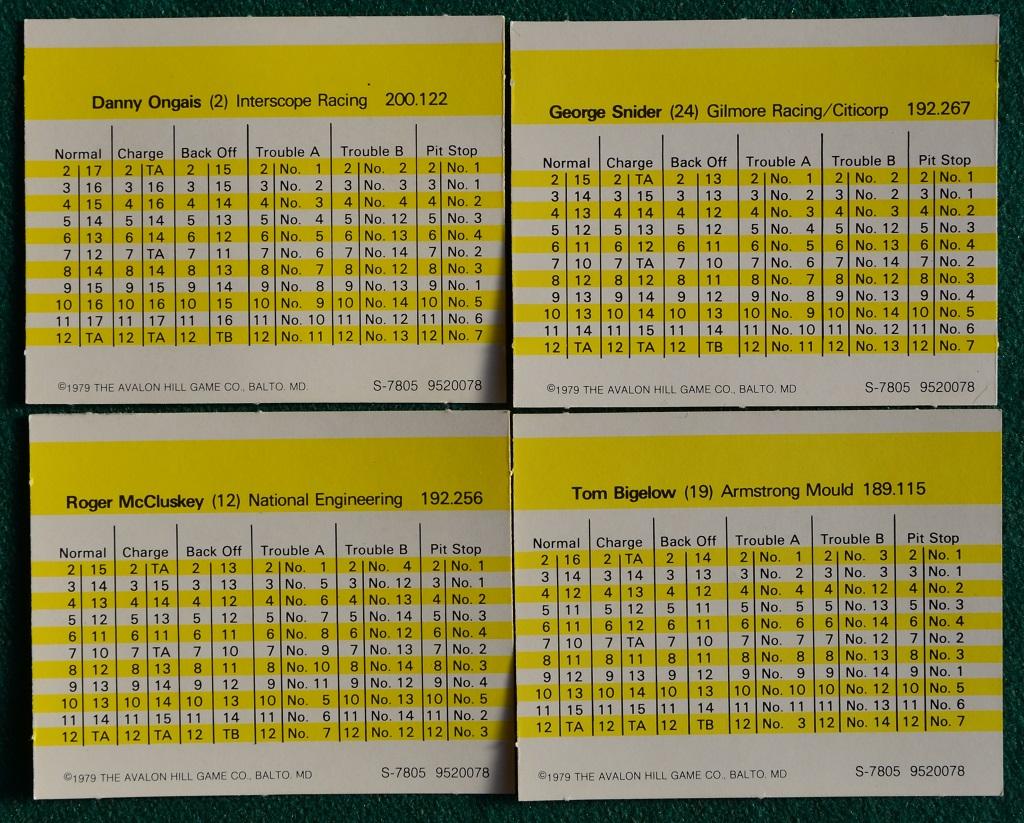 Danny Ongais (2) Interscope Racing 200.122
Normal Charge Back Off Trouble A Trouble B Pit Stop
2 17 2 TA 2 15 2 No. 1 2 No. 2 2 No. 1
3 16 3 16 3 15 3 No. 2 3 No. 3 3 No. 1
4 15 4 16 4 14 4 No. 3 4 No. 4 4 No. 2
5 14 5 14 5 13 5 No. 4 5 No. 12 5 No. 3
6 13 6 14 6 12 6 No. 5 6 No. 13 6 No. 4
7 12 7 TA 7 11 7 No. 6 7 No. 14 7 No. 2
8 14 8 14 8 13 8 No. 7 8 No. 12 8 No. 3
9 15 9 15 9 14 9 No. 8 9 No. 13 9 No. 1
10 16 10 16 10 15 10 No. 9 10 No. 14 10 No. 5
11 17 11 17 11 16 11 No. 10 11 No. 12 11 No. 6
12 TA 12 TA 12 TB 12 No. 11 12 No. 13 12 No. 7
©1979 THE AVALON HILL GAME CO., BALTO. MD. S-7805 9520078
George Snider (24) Gilmore Racing/Citicorp 192.267
Normal Charge Back Off Trouble A Trouble B Pit Stop
2 15 2 TA 2 13 2 No. 1 2 No. 2 2 No. 1
3 14 3 15 3 13 3 No. 2 3 No. 2 3 No. 1
4 13 4 14 4 12 4 No. 3 4 No. 3 4 No. 2
5 12 5 13 5 12 5 No. 4 5 No. 12 5 No. 3
6 11 6 12 6 11 6 No. 5 6 No. 13 6 No. 4
7 10 7 TA 7 10 7 No. 6 7 No. 14 7 No. 2
8 12 8 12 8 11 8 No. 7 8 No. 12 8 No. 3
9 13 9 14 9 12 9 No. 8 9 No. 13 9 No. 4
10 13 10 14 10 13 10 No. 9 10 No. 14 10 No. 5
11 14 11 15 11 14 11 No. 10 11 No. 12 11 No. 6
12 TA 12 TA 12 TB 12 No. 11 12 No. 13 12 No. 7
©1979 THE AVALON HILL GAME CO., BALTO. MD S-7805 9520078
Roger McCluskey (12) National Engineering 192.256
Normal Charge Back Off Trouble A Trouble B Pit Stop
2 15 2 TA 2 13 2 No. 1 2 No. 4 2 No. 1
3 14 3 15 3 13 3 No. 5 3 No. 12 3 No. 1
4 13 4 14 4 12 4 No. 6 4 No. 13 4 No. 2
5 12 5 13 5 12 5 No. 7 5 No. 14 5 No. 3
6 11 6 11 6 11 6 No. 8 6 No. 12 6 No. 4
7 10 7 TA 7 10 7 No. 9 7 No. 13 7 No. 2
8 12 8 13 8 11 8 No. 10 8 No. 14 8 No. 3
9 13 9 14 9 12 9 No. 11 9 No. 12 9 No. 4
10 13 10 14 10 13 10 No. 5 10 No. 13 10 No. 5
11 14 11 15 11 14 11 No. 6 11 No. 14 11 No. 2
12 TA 12 TA 12 TB 12 No. 7 12 No. 12 12 No. 3
©1979 THE AVALON HILL GAME CO., BALTO. MD S-7805 9520078
Tom Bigelow (19) Armstrong Mould 189.115
Normal Charge Back Off Trouble A Trouble B Pit Stop
2 16 2 TA 2 14 2 No. 1 2 No. 3 2 No. 1
3 14 3 14 3 13 3 No. 2 3 No. 3 3 No. 1
4 12 4 13 4 12 4 No. 4 4 No. 12 4 No. 2
5 11 5 12 5 11 5 No. 5 5 No. 13 5 No. 3
6 11 6 12 6 11 6 No. 6 6 No. 14 6 No. 4
7 10 7 TA 7 10 7 No. 7 7 No. 12 7 No. 2
8 11 8 11 8 11 8 No. 8 8 No. 13 8 No. 3
9 12 9 13 9 12 9 No. 9 9 No. 14 9 No. 1
10 13 10 14 10 13 10 No. 10 10 No. 12 10 No. 5
11 15 11 15 11 14 11 No. 11 11 No. 13 11 No. 6
12 TA 12 TA 12 TB 12 No. 3 12 No. 14 12 No. 7
©1979 THE AVALON HILL GAME CO., BALTO. MD S-7805 9520078